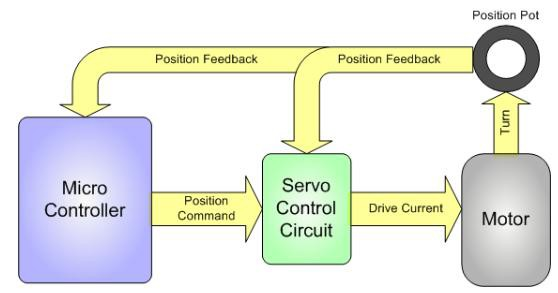 Position Pot
Position Feedback
Position Feedback
Turn
Micro
Controller
Position
Command
Servo
Control
Circuit
Drive Current
Motor